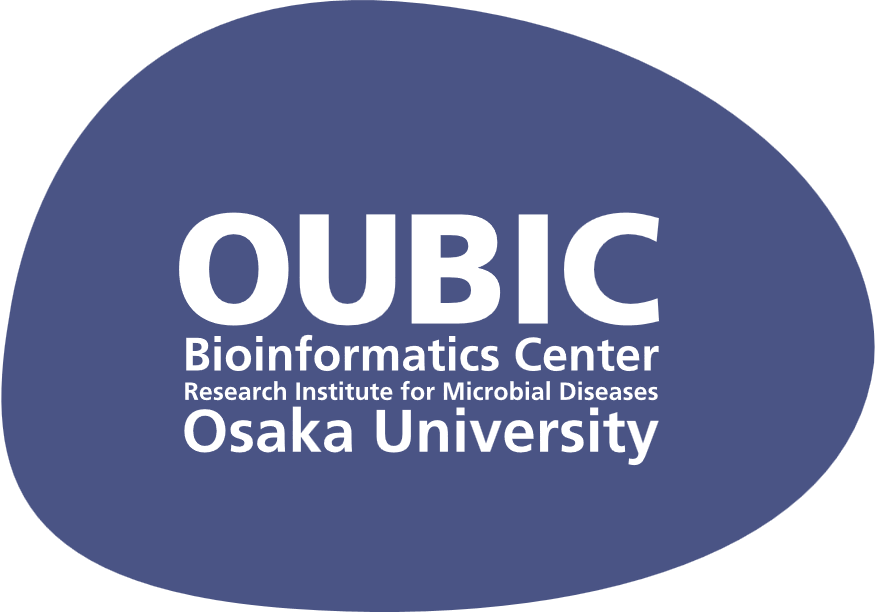 OUBIC
Bioinformatics Center
Research Institute for Microbial Diseases
Osaka University